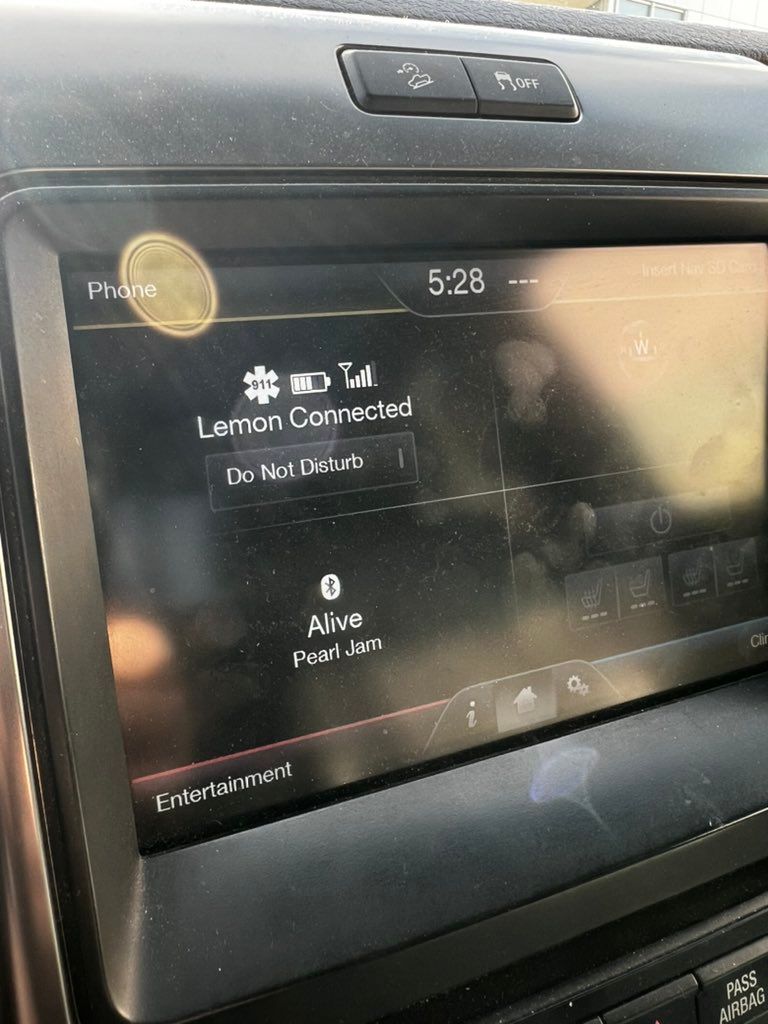 OFF
Phone
5:28 ---
Insert Nav SD Card
W
911
Lemon Connected
Do Not Disturb
Alive
Pearl Jam
i
Entertainment
PASS
AIRBAG